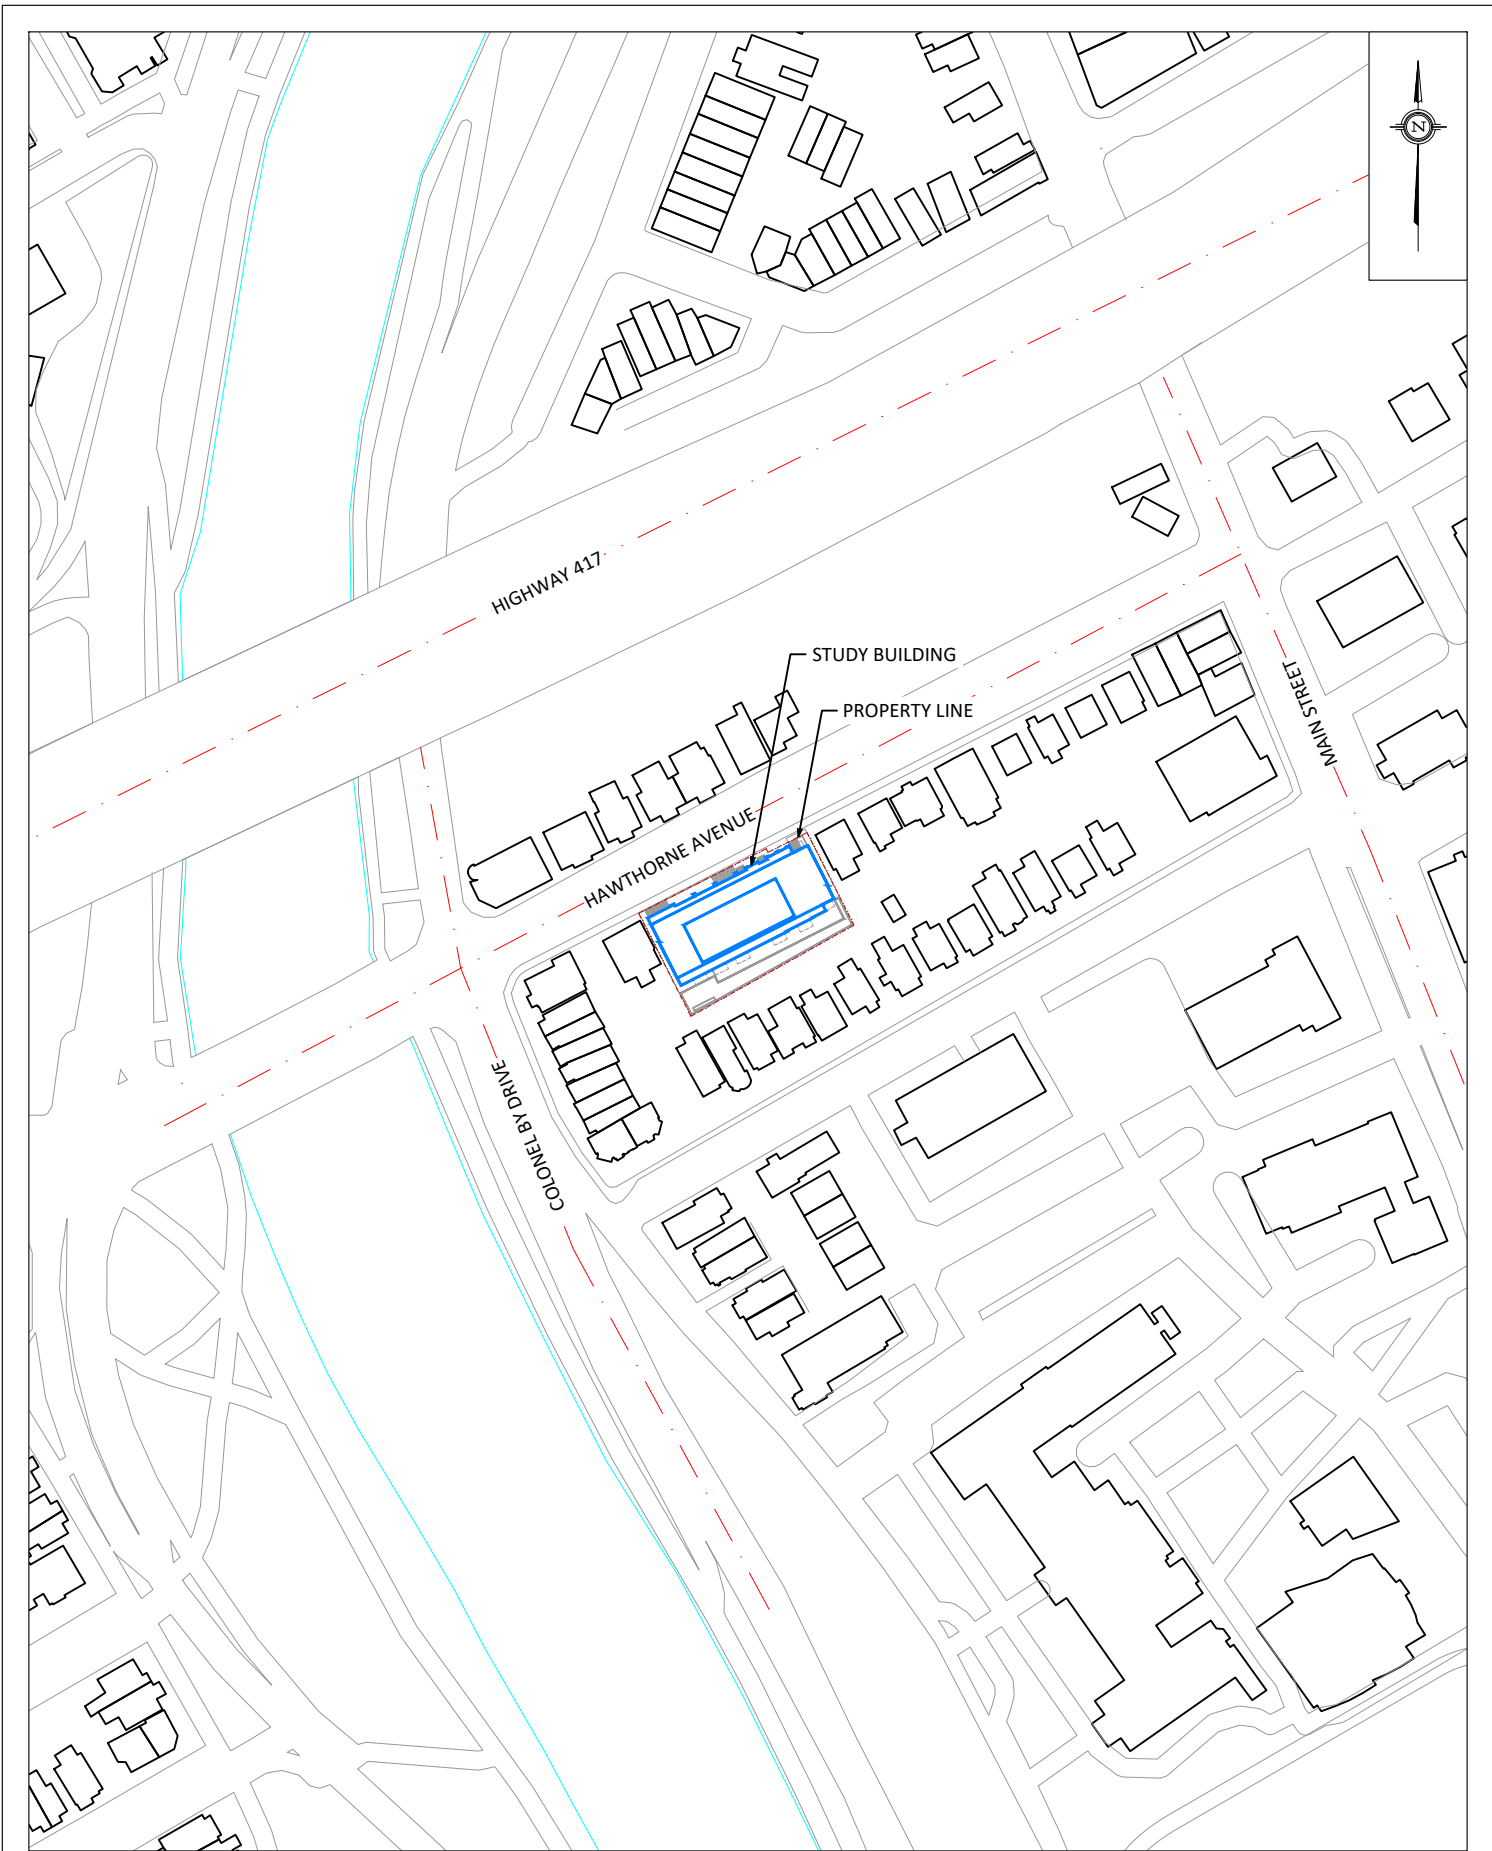 N
HIGHWAY 417
STUDY BUILDING
MAIN STREET
PROPERTY LINE
HAWTHORNE AVENUE
COLONEL BY DRIVE